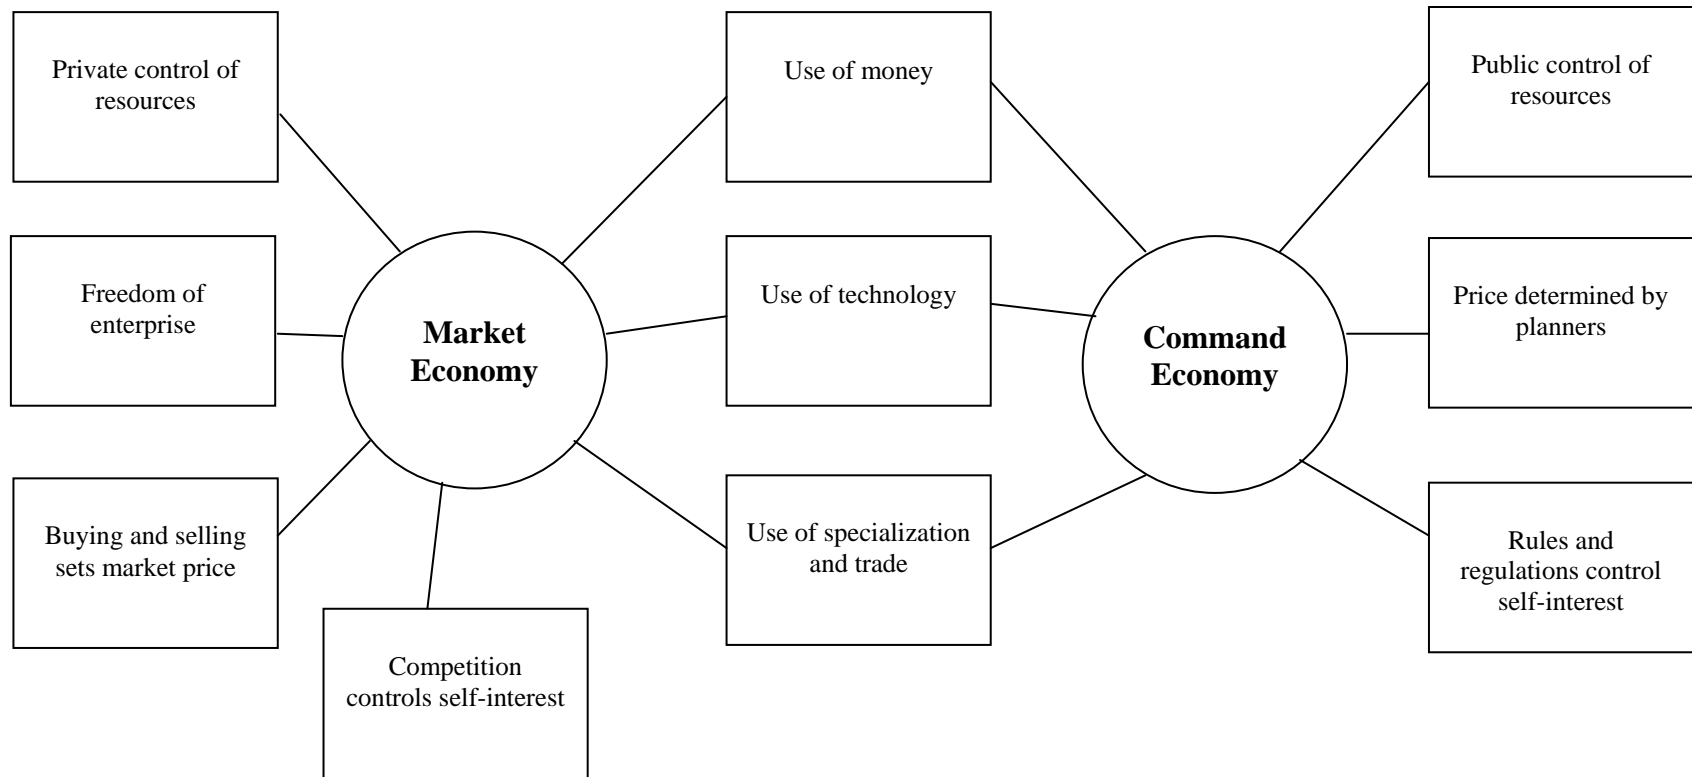 Private control of
resources
Use of money
Public control of
resources
Freedom of
enterprise
Market
Economy
Use of technology
Command
Economy
Price determined by
planners
Buying and selling
sets market price
Use of specialization
and trade
Rules and
regulations control
self-interest
Competition
controls self-interest